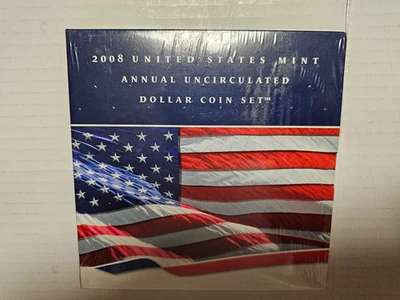 2008 UNITED STATES MINT
ANNUAL UNCIRCULATED
DOLLAR COIN SET™